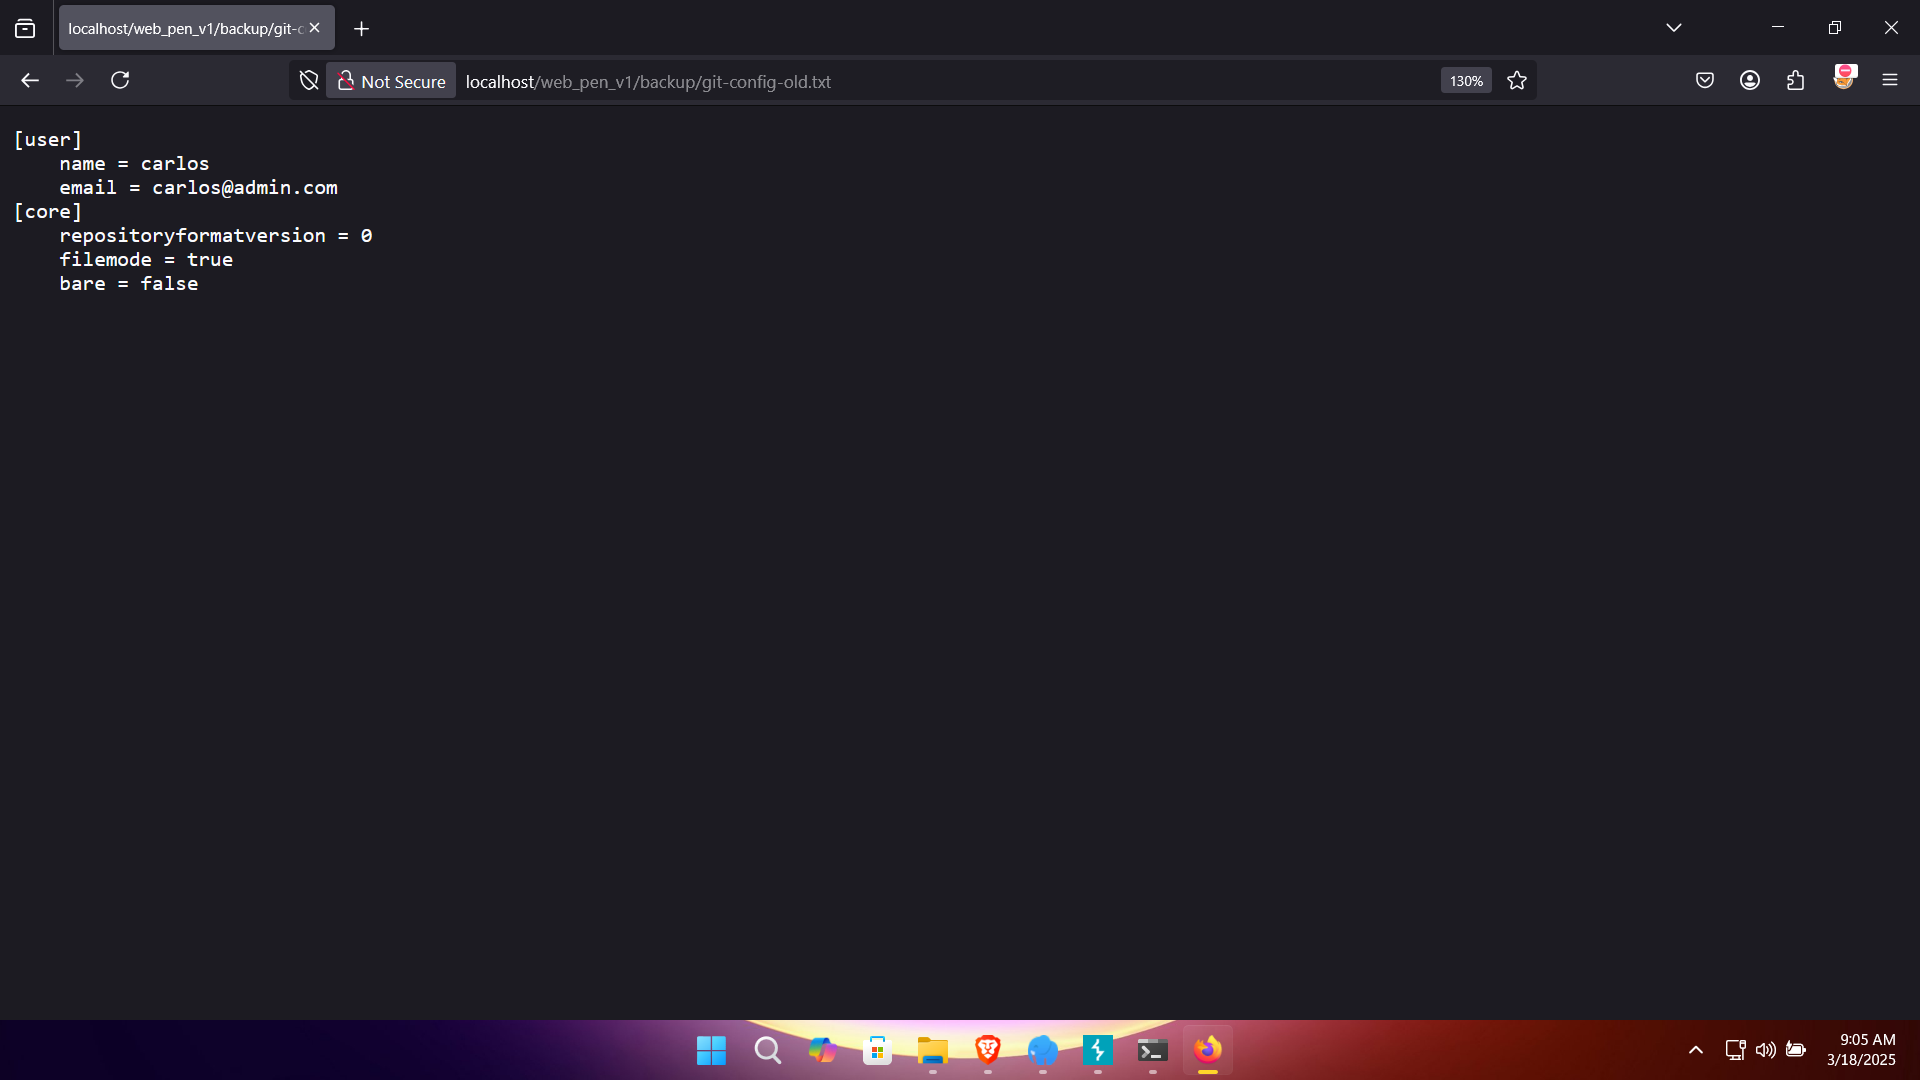 localhost/web_pen_v1/backup/git-c
Not Secure
localhost/web_pen_v1/backup/git-config-old.txt
130%
[user]
    name = carlos
    email = carlos@admin.com
[core]
    repositoryformatversion = 0
    filemode = true
    bare = false
9:05 AM
3/18/2025